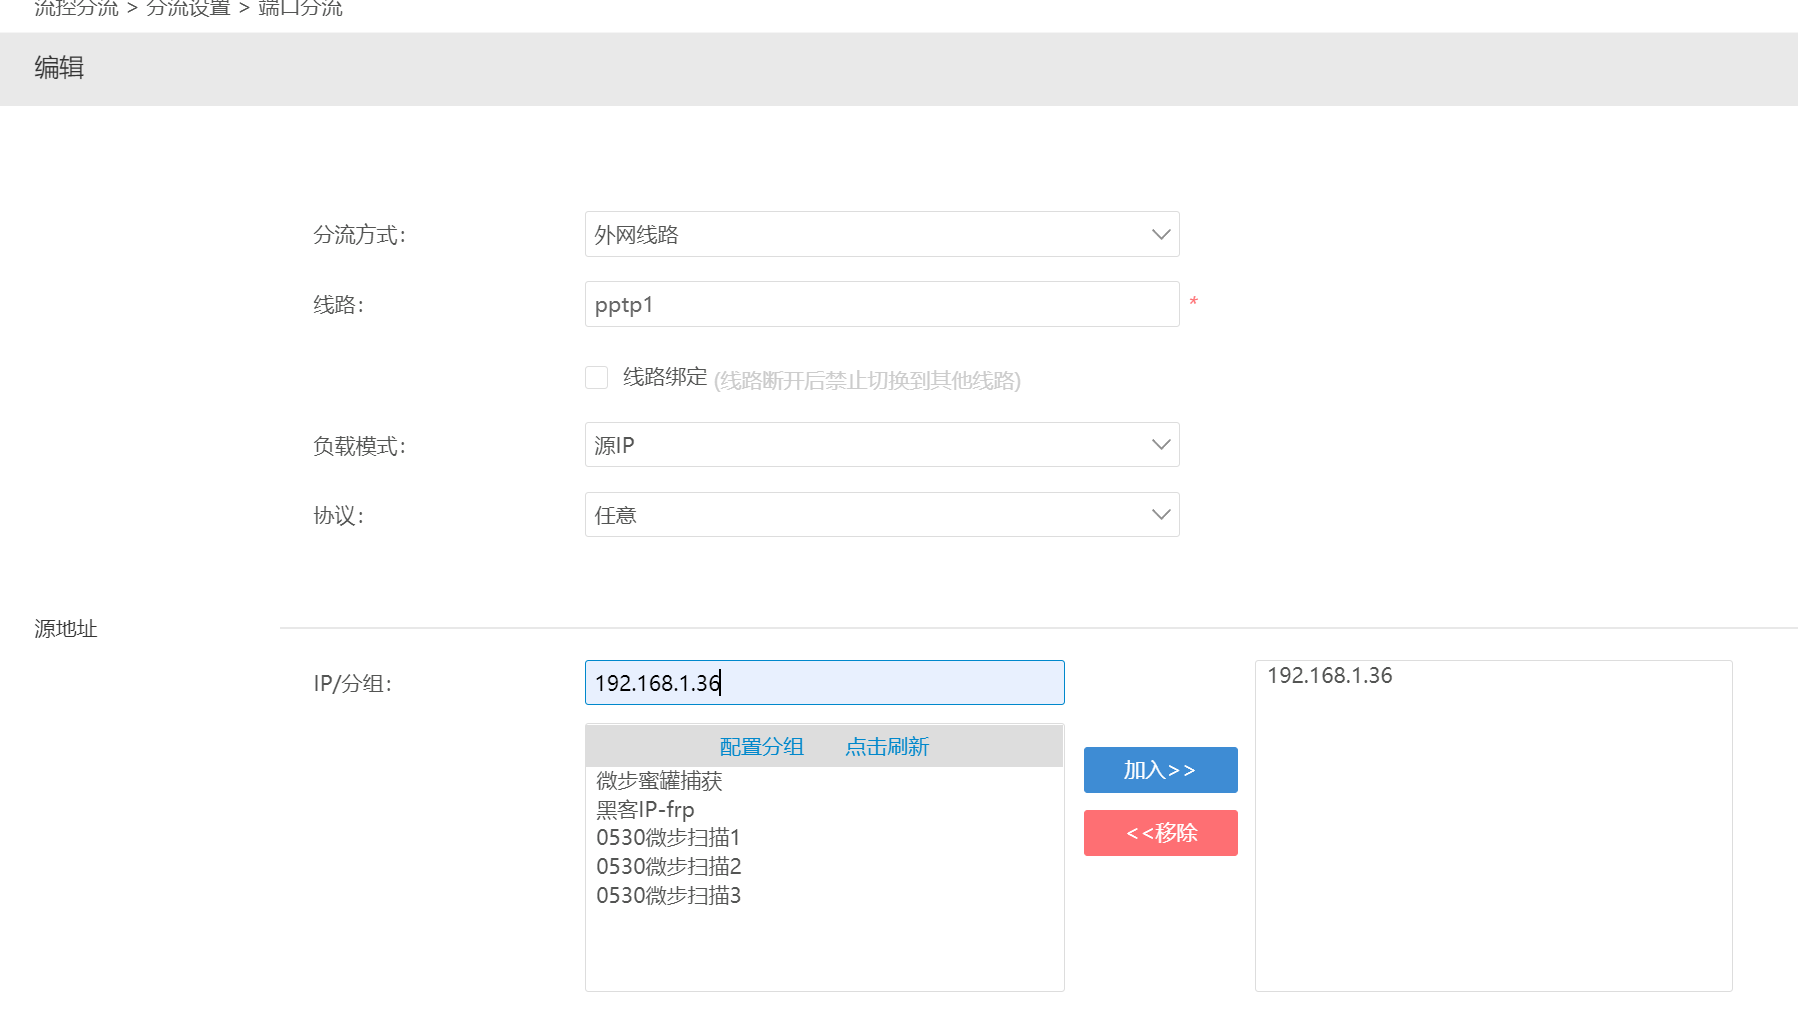 流控分流 > 分流设置 > 端口分流
编辑
分流方式： 外网线路
线路： pptp1 *
线路绑定 (线路断开后禁止切换到其他线路)
负载模式： 源IP
协议： 任意
源地址
IP/分组： 192.168.1.36
配置分组 点击刷新
微步蜜罐捕获
黑客IP-frp
0530微步扫描1
0530微步扫描2
0530微步扫描3
加入>>
<<移除
192.168.1.36